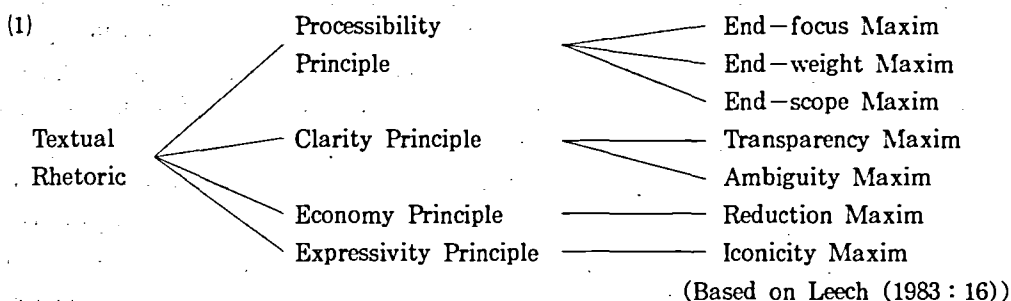 (1)
Processibility
Principle
End-focus Maxim
End-weight Maxim
End-scope Maxim
Textual
Rhetoric
Clarity Principle
Transparency Maxim
Ambiguity Maxim
Economy Principle
Reduction Maxim
Expressivity Principle
Iconicity Maxim
(Based on Leech (1983 : 16))